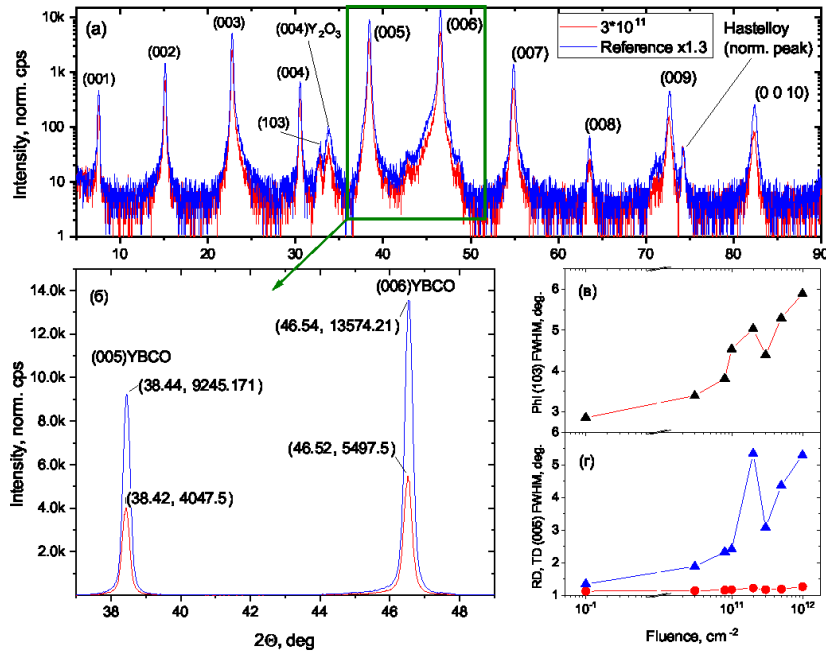 (а)
(001)
(002)
(003)
(004)
(103)
(004)Y₂O₃
(005)
(006)
(007)
(008)
(009)
(0 0 10)
3*10¹¹
Reference x1.3
Hastelloy
(norm. peak)
Intensity, norm. cps
10k
1k
100
10
1
10 20 30 40 50 60 70 80 90
(б)
(006)YBCO
(46.54, 13574.21)
(005)YBCO
(38.44, 9245.171)
(46.52, 5497.5)
(38.42, 4047.5)
Intensity, norm. cps
14.0k
12.0k
10.0k
8.0k
6.0k
4.0k
2.0k
38 40 42 44 46 48
2Θ, deg
(в)
PhI (103) FWHM, deg.
6
5
4
3
(г)
RD, TD (005) FWHM, deg.
6
5
4
3
2
1
10⁻¹ 10¹¹ 10¹²
Fluence, cm⁻²